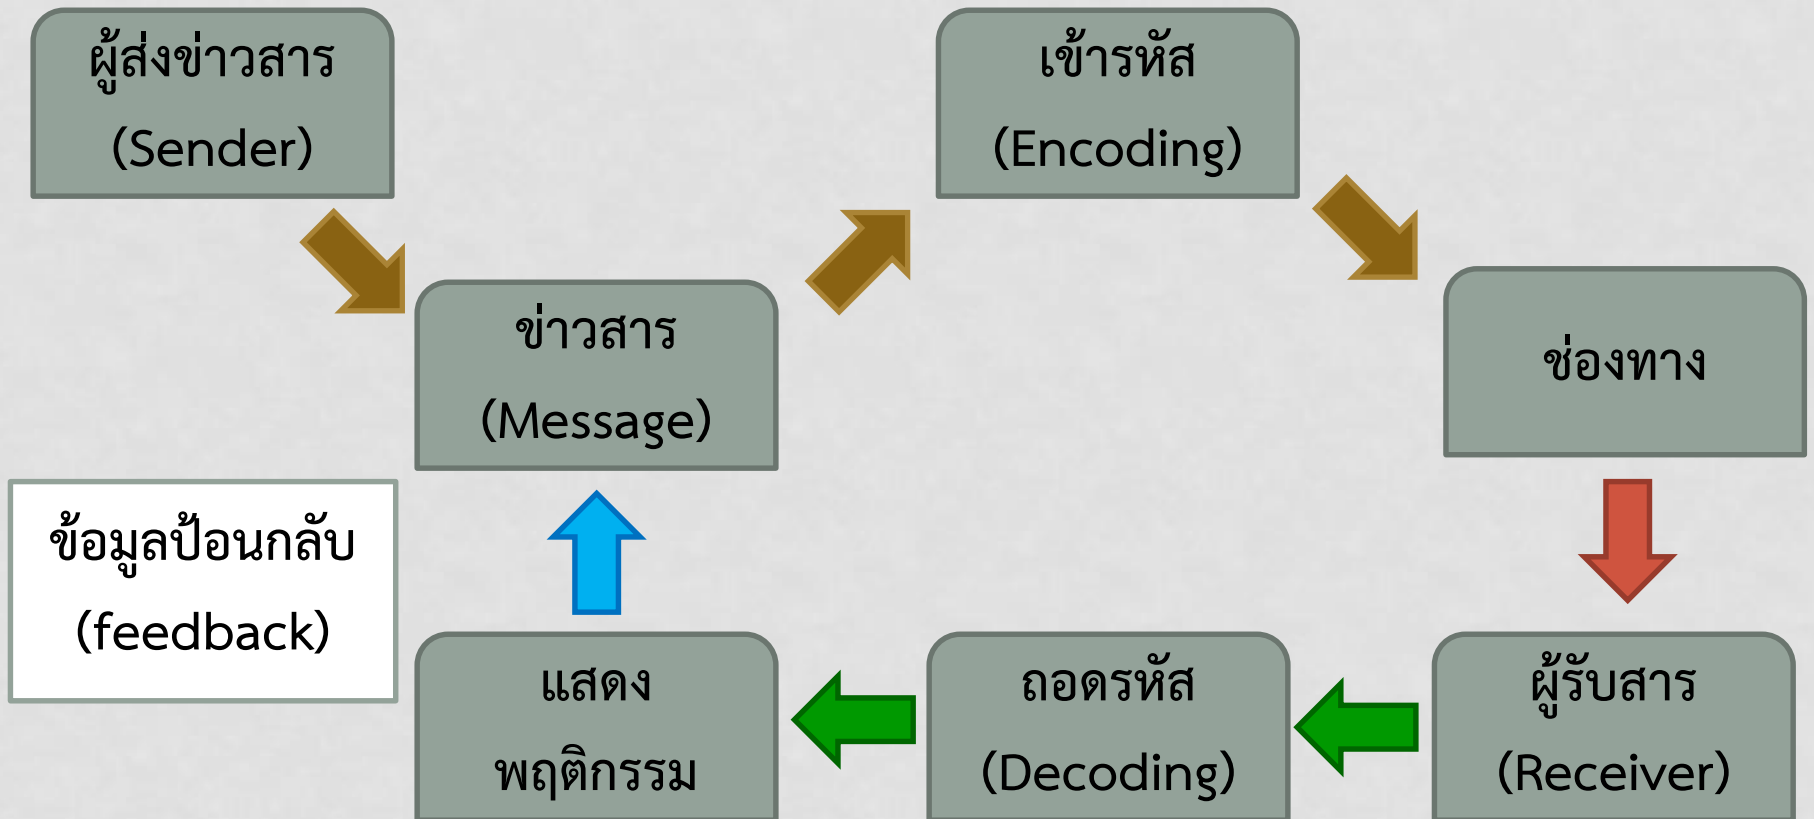 ผู้ส่งข่าวสาร
(Sender)
เข้ารหัส
(Encoding)
ข่าวสาร
(Message)
ช่องทาง
ข้อมูลป้อนกลับ
(feedback)
แสดง
พฤติกรรม
ถอดรหัส
(Decoding)
ผู้รับสาร
(Receiver)